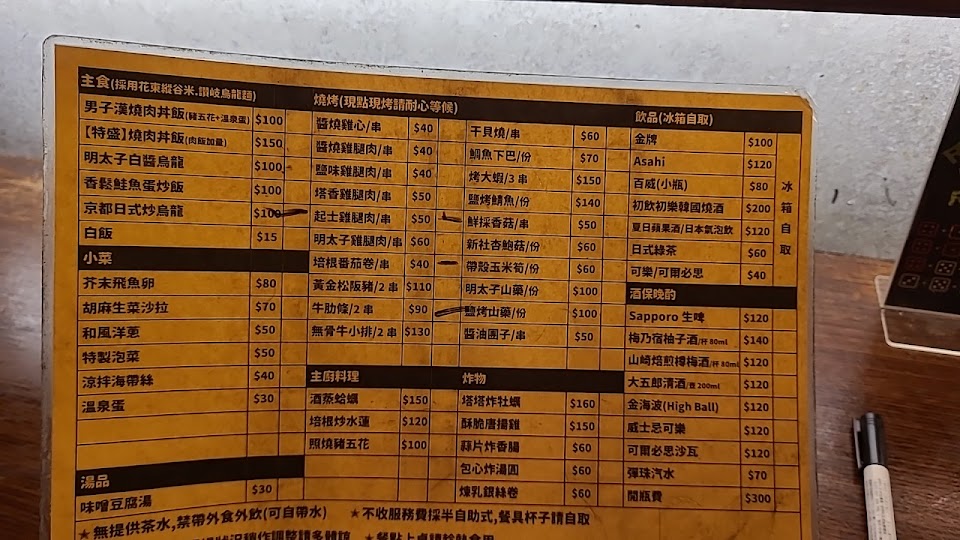 主食(採用花東縱谷米.讚岐烏龍麵)
男子漢燒肉丼飯(豬五花+溫泉蛋) $100
【特盛】燒肉丼飯(肉飯加量) $150
明太子白醬烏龍 $100
香鬆鮭魚蛋炒飯 $100
京都日式炒烏龍 $100
白飯 $15
小菜
芥末飛魚卵 $80
胡麻生菜沙拉 $70
和風洋蔥 $50
特製泡菜 $50
涼拌海帶絲 $40
溫泉蛋 $30
湯品
味噌豆腐湯 $30
燒烤(現點現烤請耐心等候)
醬燒雞心/串 $40
醬燒雞腿肉/串 $40
鹽味雞腿肉/串 $40
塔香雞腿肉/串 $50
起士雞腿肉/串 $50
明太子雞腿肉/串 $60
培根番茄卷/串 $40
黃金松阪豬/2串 $110
牛肋條/2串 $90
無骨牛小排/2串 $130
干貝燒/串 $60
鯛魚下巴/份 $70
烤大蝦/3串 $150
鹽烤鯖魚/份 $140
鮮採香菇/串 $50
新社杏鮑菇/份 $60
帶殼玉米筍/份 $60
明太子山藥/份 $100
鹽烤山藥/份 $100
醬油團子/串 $50
主廚料理
酒蒸蛤蠣 $150
培根炒水蓮 $120
照燒豬五花 $100
炸物
塔塔炸牡蠣 $160
酥脆唐揚雞 $150
蒜片炸香腸 $60
包心炸湯圓 $60
煉乳銀絲卷 $60
飲品(冰箱自取)
金牌 $100
Asahi $120
百威(小瓶) $80
初飲初樂韓國燒酒 $200
夏日蘋果酒/日本氣泡飲 $120
日式綠茶 $60
可樂/可爾必思 $40
冰箱自取
酒保晚酌
Sapporo 生啤 $120
梅乃宿柚子酒/杯 80ml $140
山崎焙煎樽梅酒/杯 80ml $120
大五郎清酒/壺 200ml $120
金海波(High Ball) $120
威士忌可樂 $120
可爾必思沙瓦 $120
彈珠汽水 $70
開瓶費 $300
★無提供茶水,禁帶外食外飲(可自帶水) ★不收服務費採半自助式,餐具杯子請自取